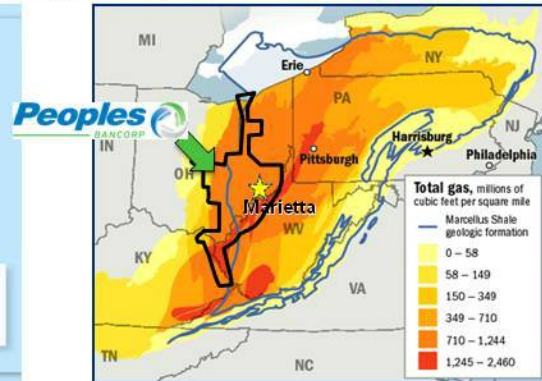 Peoples
BANCORP
MI
NY
Erie
PA
NJ
IN
OH
Pittsburgh
Harrisburg
Philadelphia
Marietta
WV
KY
VA
TN
NC
Total gas, millions of
cubic feet per square mile
Marcellus Shale
geologic formation
0 – 58
58 – 149
150 – 349
349 – 710
710 – 1,244
1,245 – 2,460